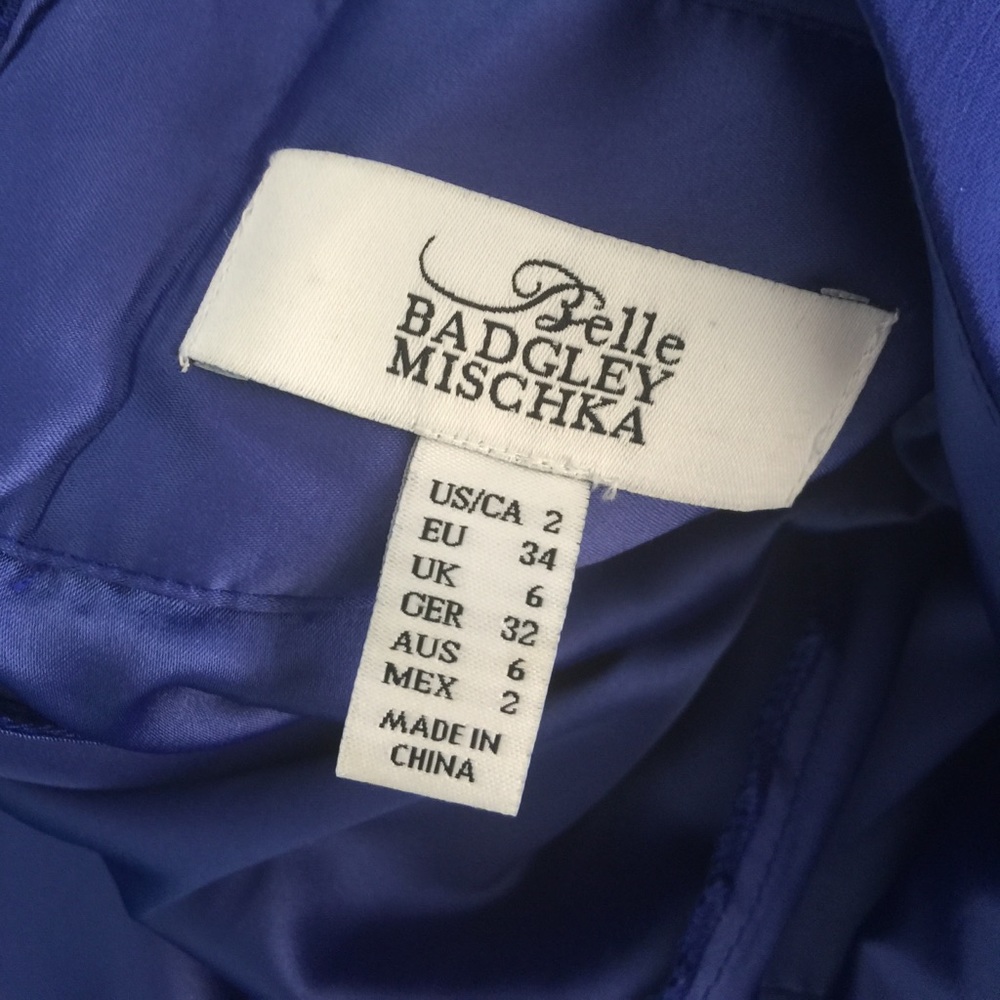 Belle
BADGLEY
MISCHKA
US/CA 2
EU 34
UK 6
GER 32
AUS 6
MEX 2
MADE IN
CHINA